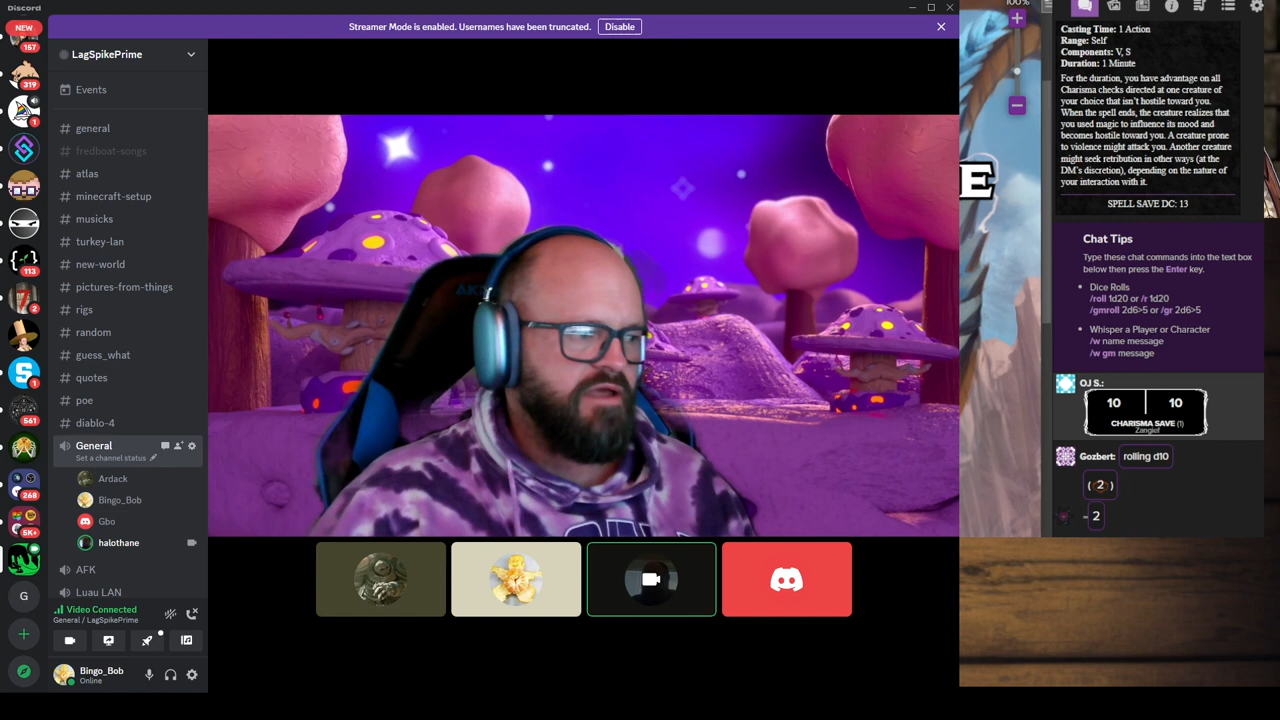 Discord
Streamer Mode is enabled. Usernames have been truncated.
Disable
NEW
157
319
1
113
2
1
561
268
5K+
G
LagSpikePrime
Events
general
fredboat-songs
atlas
minecraft-setup
musicks
turkey-lan
new-world
pictures-from-things
rigs
random
guess_what
quotes
poe
diablo-4
General
Set a channel status
Ardack
Bingo_Bob
Gbo
halothane
AFK
Luau LAN
Video Connected
General / LagSpikePrime
Bingo_Bob
Online
100%
E
Casting Time: 1 Action
Range: Self
Components: V, S
Duration: 1 Minute
For the duration, you have advantage on all
Charisma checks directed at one creature of
your choice that isn't hostile toward you.
When the spell ends, the creature realizes that
you used magic to influence its mood and
becomes hostile toward you. A creature prone
to violence might attack you. Another creature
might seek retribution in other ways (at the
DM's discretion), depending on the nature of
your interaction with it.
SPELL SAVE DC: 13
Chat Tips
Type these chat commands into the text box
below then press the Enter key.
• Dice Rolls
/roll 1d20 or /r 1d20
/gmroll 2d6>5 or /gr 2d6>5
• Whisper a Player or Character
/w name message
/w gm message
OJ S.:
10 | 10
CHARISMA SAVE (1)
Zangief
Gozbert: rolling d10
(2)
= 2